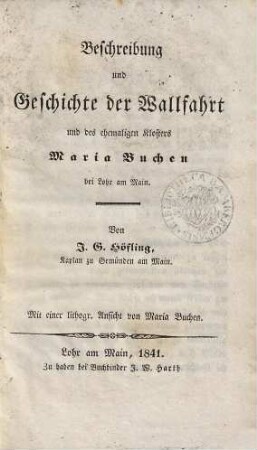 Beschreibung
und
Geschichte der Wallfahrt
und des ehemaligen Klosters
Maria Buchen
bei Lohr am Main.
Von
J. G. Höfling,
Kaplan zu Gemünden am Main.
Mit einer lithogr. Ansicht von Maria Buchen.
Lohr am Main, 1841.
Zu haben bei Buchbinder J. W. Harth.